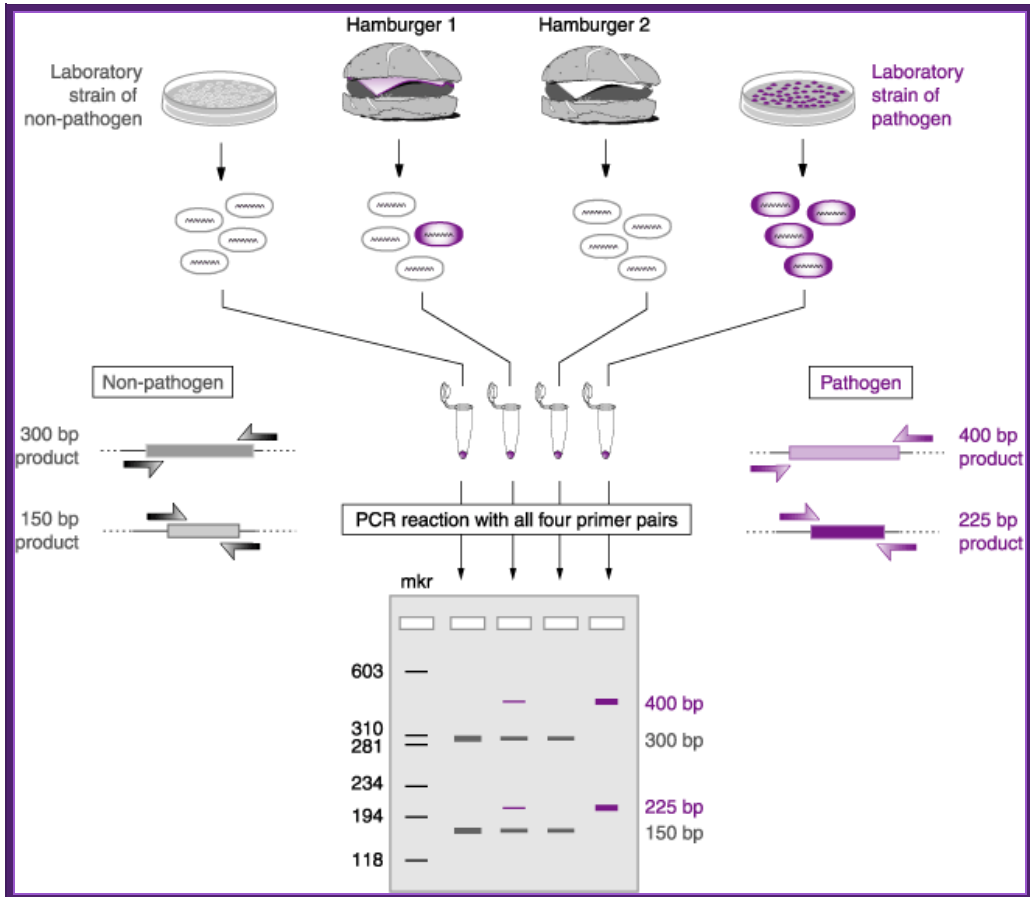 Hamburger 1
Hamburger 2
Laboratory
strain of
non-pathogen
Laboratory
strain of
pathogen
Non-pathogen
Pathogen
300 bp
product
400 bp
product
150 bp
product
225 bp
product
PCR reaction with all four primer pairs
mkr
603
400 bp
310
300 bp
281
234
194
225 bp
150 bp
118